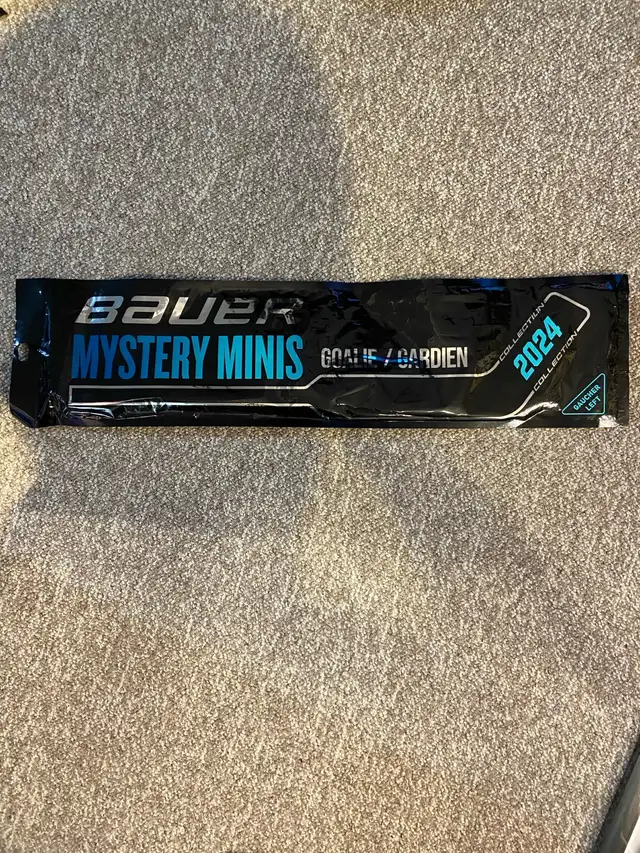 BAUER
MYSTERY MINIS
GOALIE / GARDIEN
COLLECTION
2024
COLLECTION
GAUCHER
LEFT